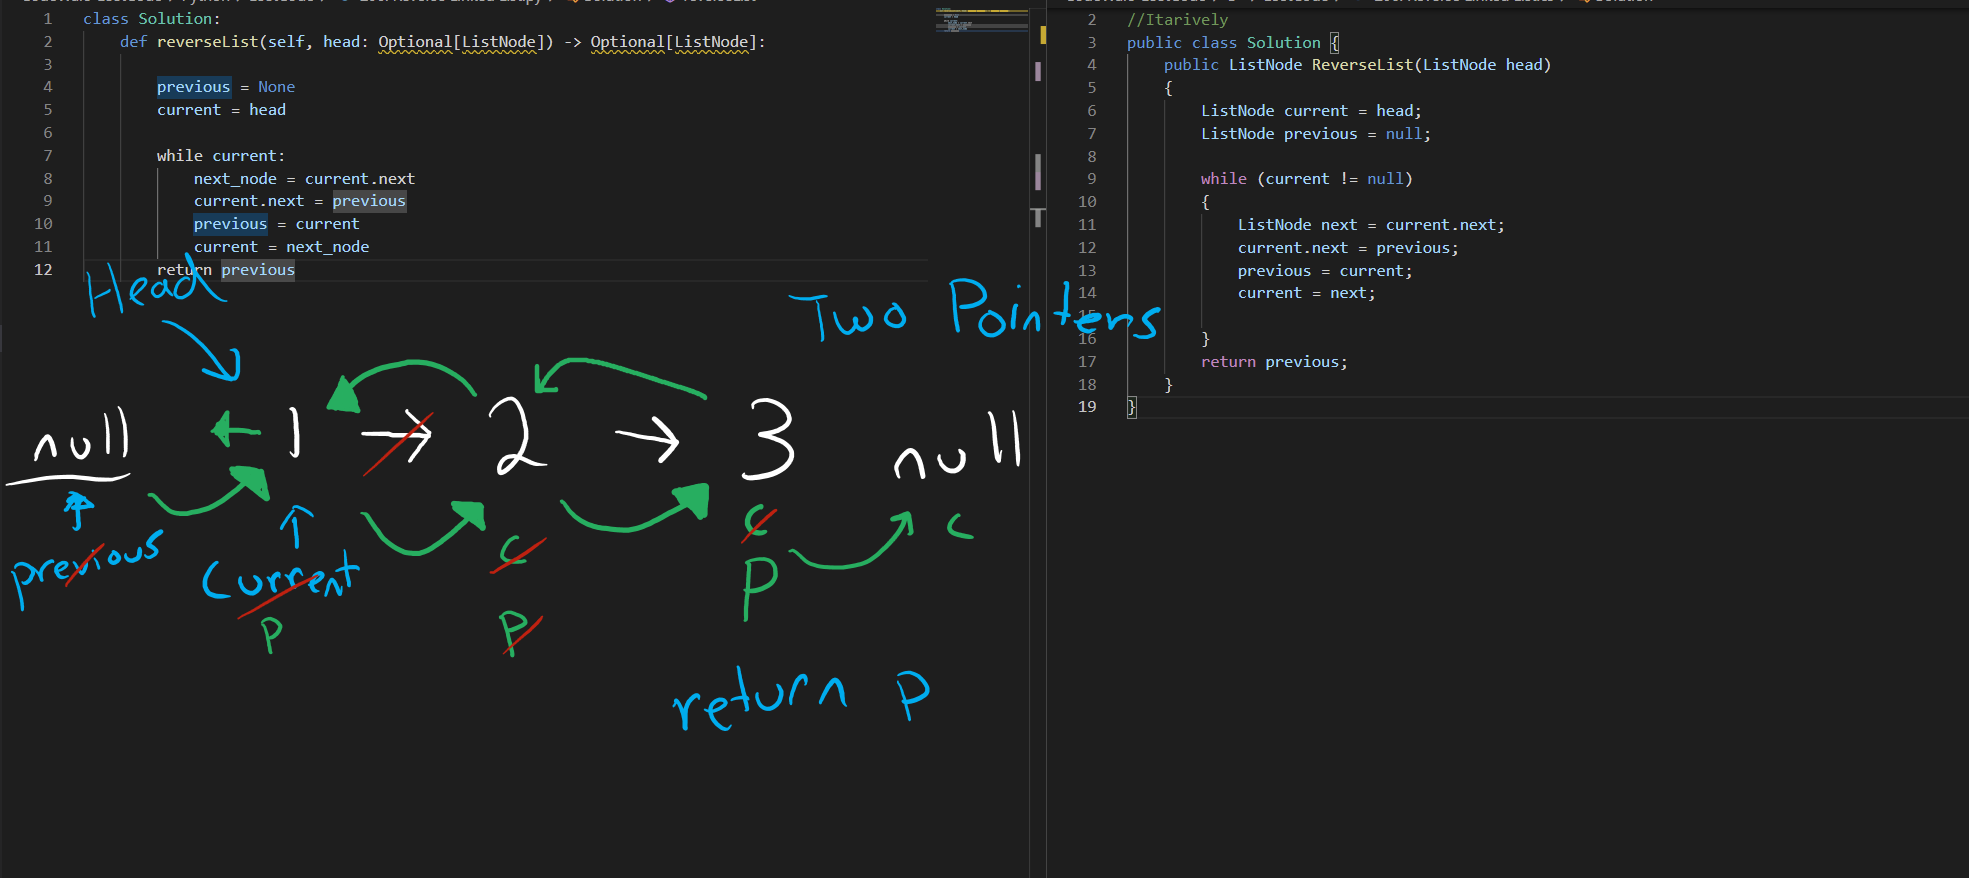 1 class Solution:
2 def reverseList(self, head: Optional[ListNode]) -> Optional[ListNode]:
3
4 previous = None
5 current = head
6
7 while current:
8 next_node = current.next
9 current.next = previous
10 previous = current
11 current = next_node
12 return previous
Head
Two Pointers
null 1 → 2 → 3 null
previous
Current
c
c
c
P
P
P
return P
2 //Itarively
3 public class Solution {
4 public ListNode ReverseList(ListNode head)
5 {
6 ListNode current = head;
7 ListNode previous = null;
8
9 while (current != null)
10 {
11 ListNode next = current.next;
12 current.next = previous;
13 previous = current;
14 current = next;
15
16 }
17 return previous;
18 }
19 }